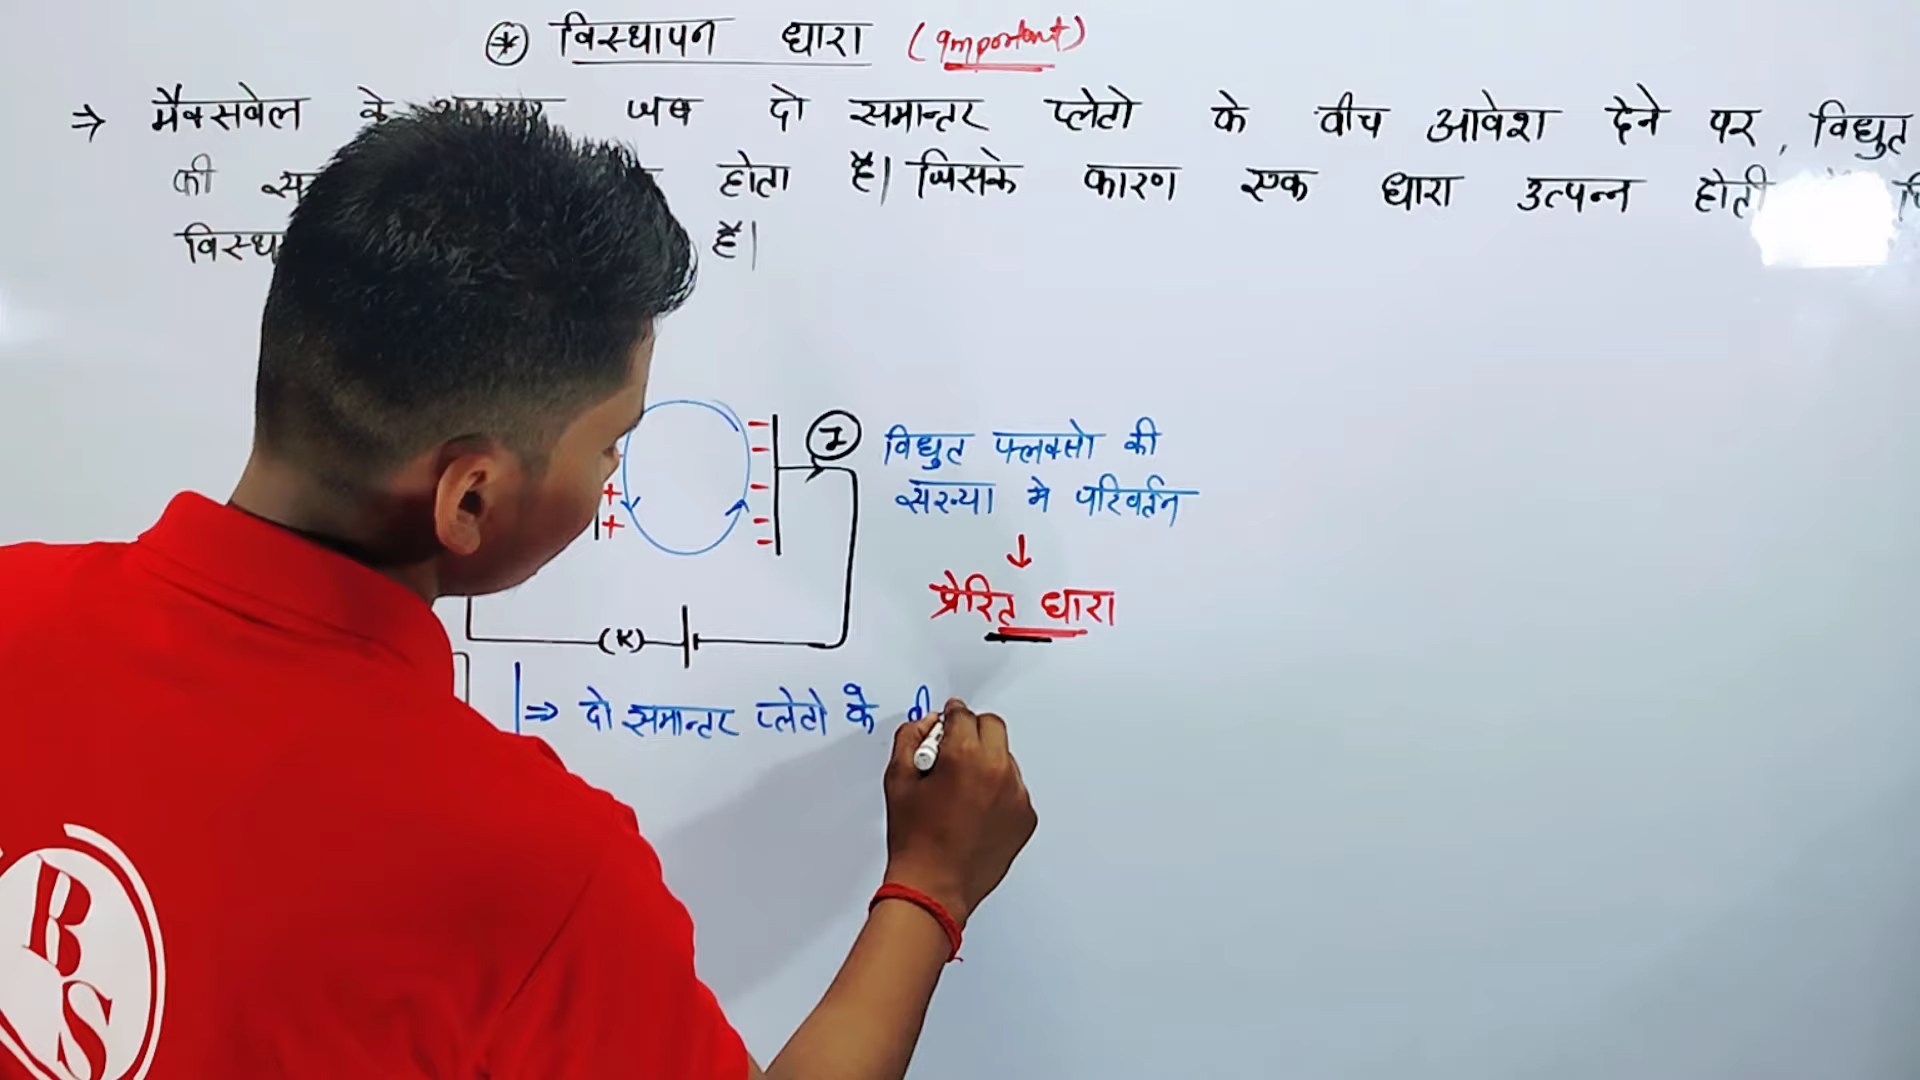 * विस्थापन धारा (important)
⇒ मैक्सवेल के जब दो समान्तर प्लेटो के बीच आवेश देने पर, विधुत
की होता है। जिसके कारण एक धारा उत्पन्न होती
है।
I
विधुत फ्लक्सो की
संख्या मे परिवर्तन
↓
प्रेरित धारा
(K)
⇒ दो समान्तर प्लेटो के
BS